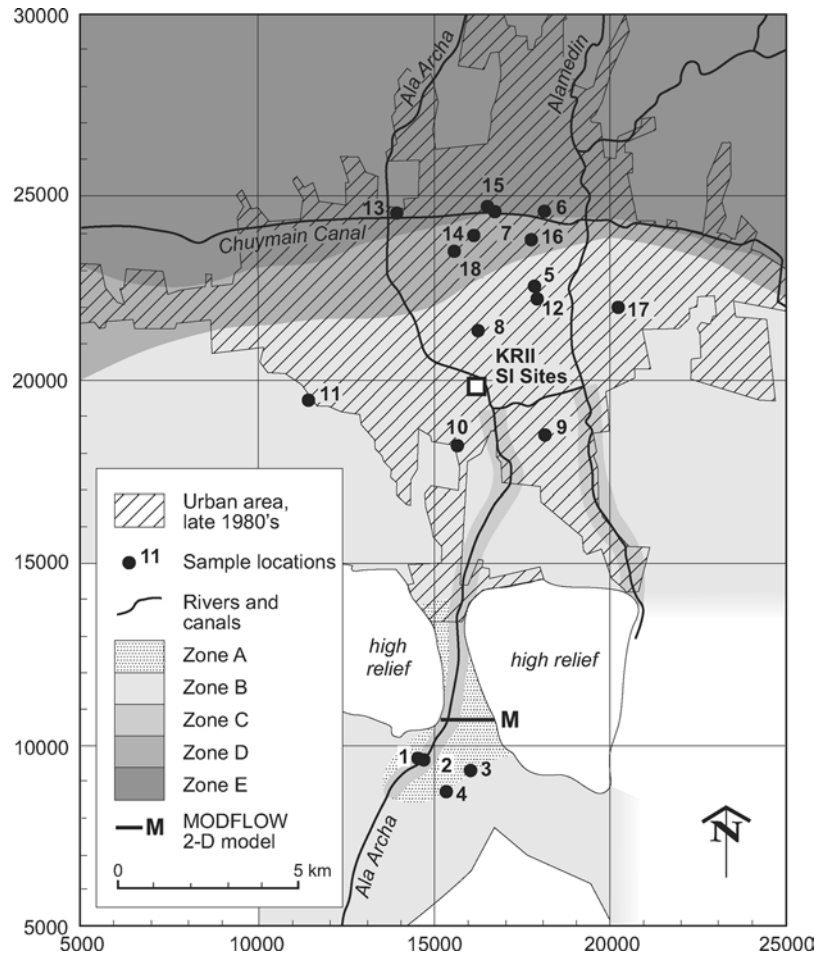 30000
25000
20000
15000
10000
5000
5000
10000
15000
20000
25000
Ala Archa
Alamedin
Chuymain Canal
13
15
7
6
14
18
16
5
12
17
8
KRII
SI Sites
11
10
9
high
relief
high relief
M
1
2
3
4
Ala Archa
N
Urban area,
late 1980's
11 Sample locations
Rivers and
canals
Zone A
Zone B
Zone C
Zone D
Zone E
M MODFLOW
2-D model
0 5 km